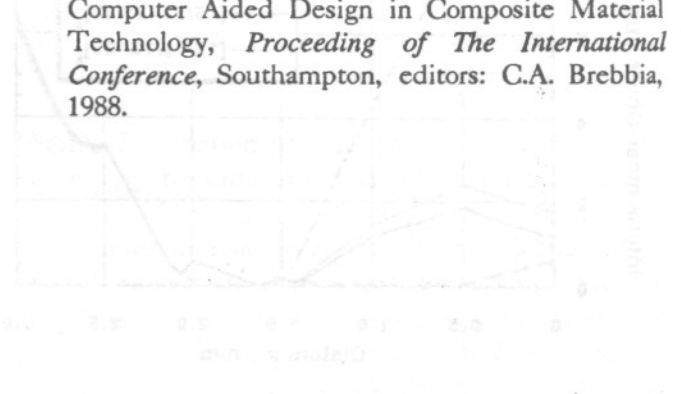 Computer Aided Design in Composite Material
Technology, Proceeding of The International
Conference, Southampton, editors: C.A. Brebbia,
1988.